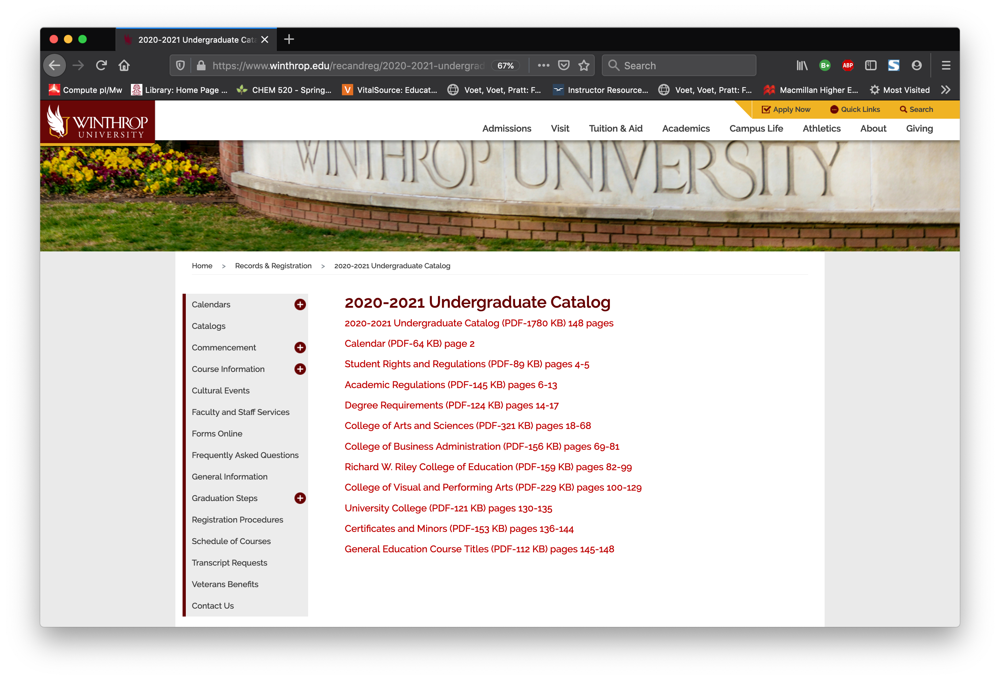 2020-2021 Undergraduate Cata
https://www.winthrop.edu/recandreg/2020-2021-undergrad 67% Search
Compute pI/Mw Library: Home Page ... CHEM 520 - Spring... VitalSource: Educat... Voet, Voet, Pratt: F... Instructor Resource... Voet, Voet, Pratt: F... Macmillan Higher E... Most Visited
WINTHROP
UNIVERSITY
Apply Now Quick Links Search
Admissions Visit Tuition & Aid Academics Campus Life Athletics About Giving
WINTHROP UNIVERSITY
Home > Records & Registration > 2020-2021 Undergraduate Catalog
Calendars
Catalogs
Commencement
Course Information
Cultural Events
Faculty and Staff Services
Forms Online
Frequently Asked Questions
General Information
Graduation Steps
Registration Procedures
Schedule of Courses
Transcript Requests
Veterans Benefits
Contact Us
2020-2021 Undergraduate Catalog
2020-2021 Undergraduate Catalog (PDF-1780 KB) 148 pages
Calendar (PDF-64 KB) page 2
Student Rights and Regulations (PDF-89 KB) pages 4-5
Academic Regulations (PDF-145 KB) pages 6-13
Degree Requirements (PDF-124 KB) pages 14-17
College of Arts and Sciences (PDF-321 KB) pages 18-68
College of Business Administration (PDF-156 KB) pages 69-81
Richard W. Riley College of Education (PDF-159 KB) pages 82-99
College of Visual and Performing Arts (PDF-229 KB) pages 100-129
University College (PDF-121 KB) pages 130-135
Certificates and Minors (PDF-153 KB) pages 136-144
General Education Course Titles (PDF-112 KB) pages 145-148